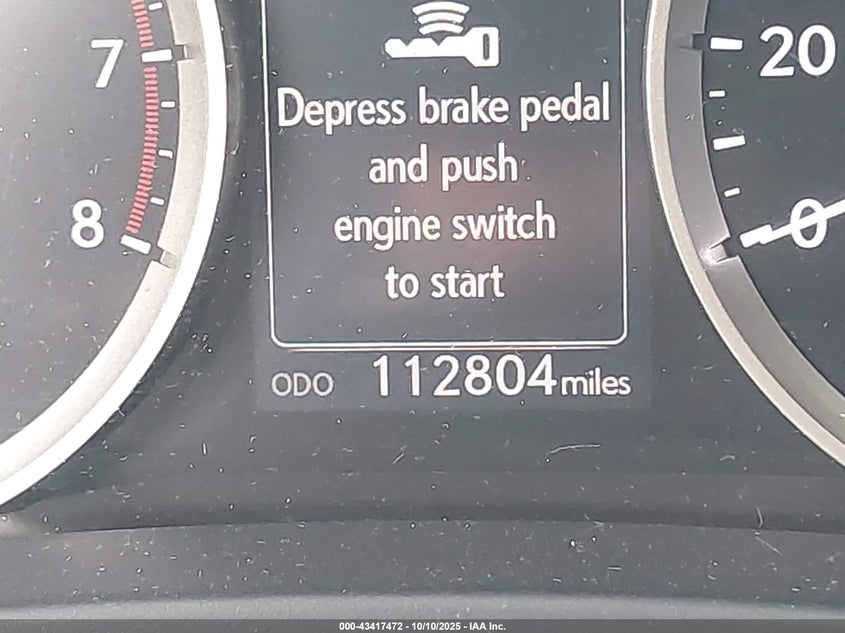 7
8
Depress brake pedal
and push
engine switch
to start
ODO 112804 miles
20
0
000-43417472 - 10/10/2025 - IAA Inc.